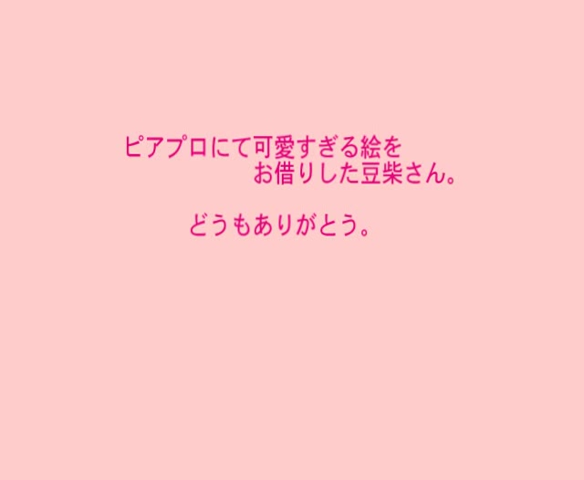 ピアプロにて可愛すぎる絵を
お借りした豆柴さん。
どうもありがとう。